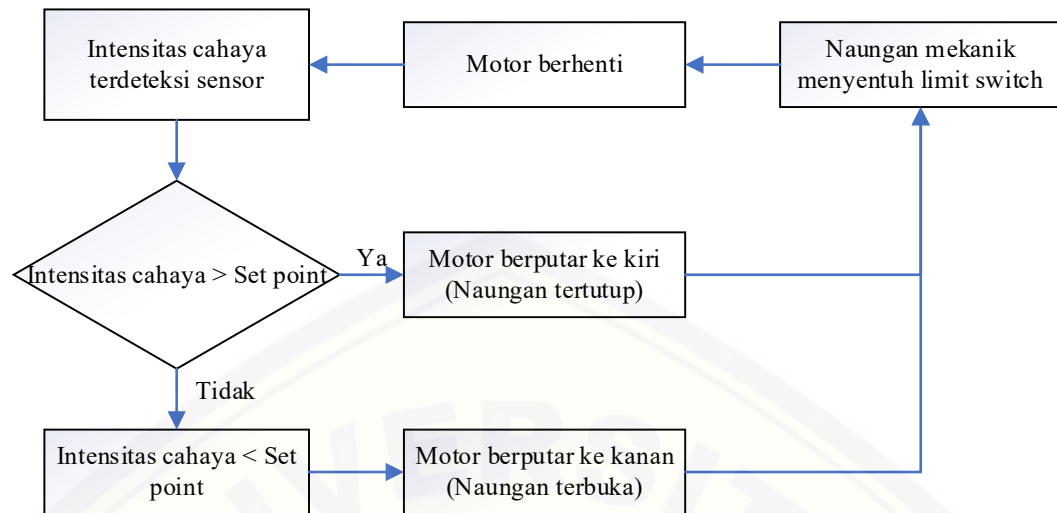 Intensitas cahaya
terdeteksi sensor
Motor berhenti
Naungan mekanik
menyentuh limit switch
Intensitas cahaya > Set point
Ya
Motor berputar ke kiri
(Naungan tertutup)
Tidak
Intensitas cahaya < Set
point
Motor berputar ke kanan
(Naungan terbuka)